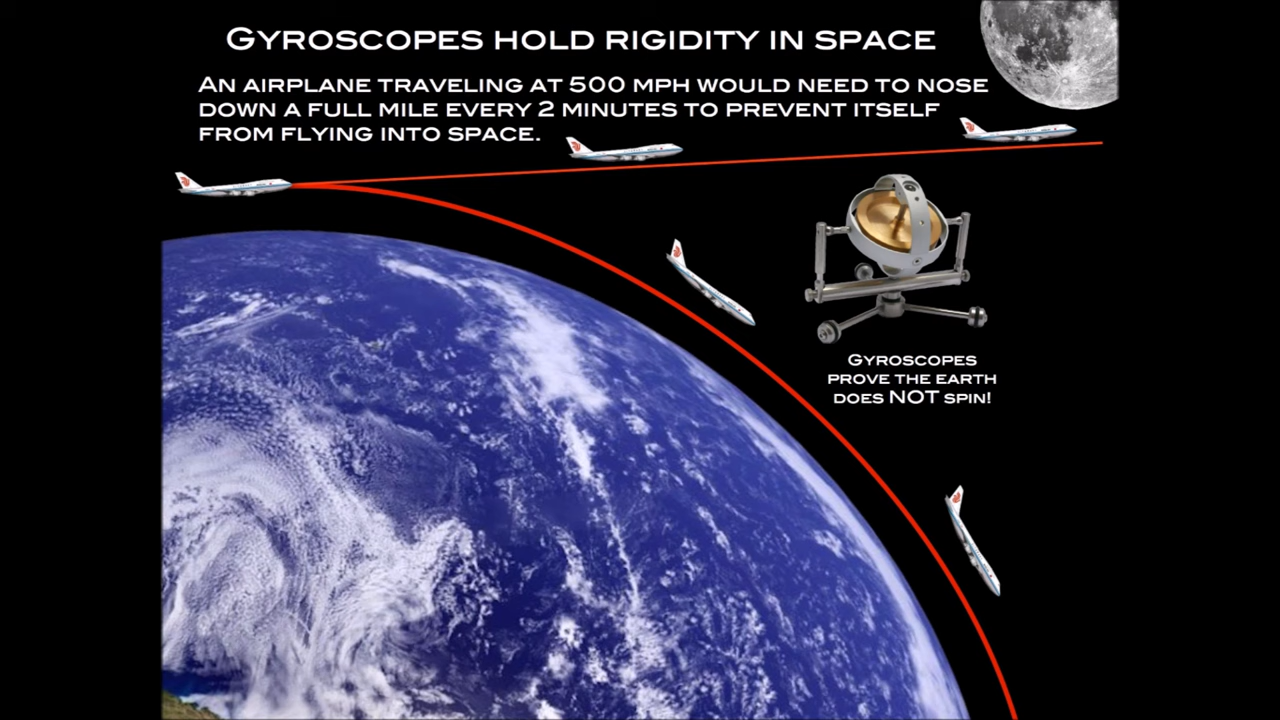 GYROSCOPES HOLD RIGIDITY IN SPACE
AN AIRPLANE TRAVELING AT 500 MPH WOULD NEED TO NOSE
DOWN A FULL MILE EVERY 2 MINUTES TO PREVENT ITSELF
FROM FLYING INTO SPACE.
GYROSCOPES
PROVE THE EARTH
DOES NOT SPIN!